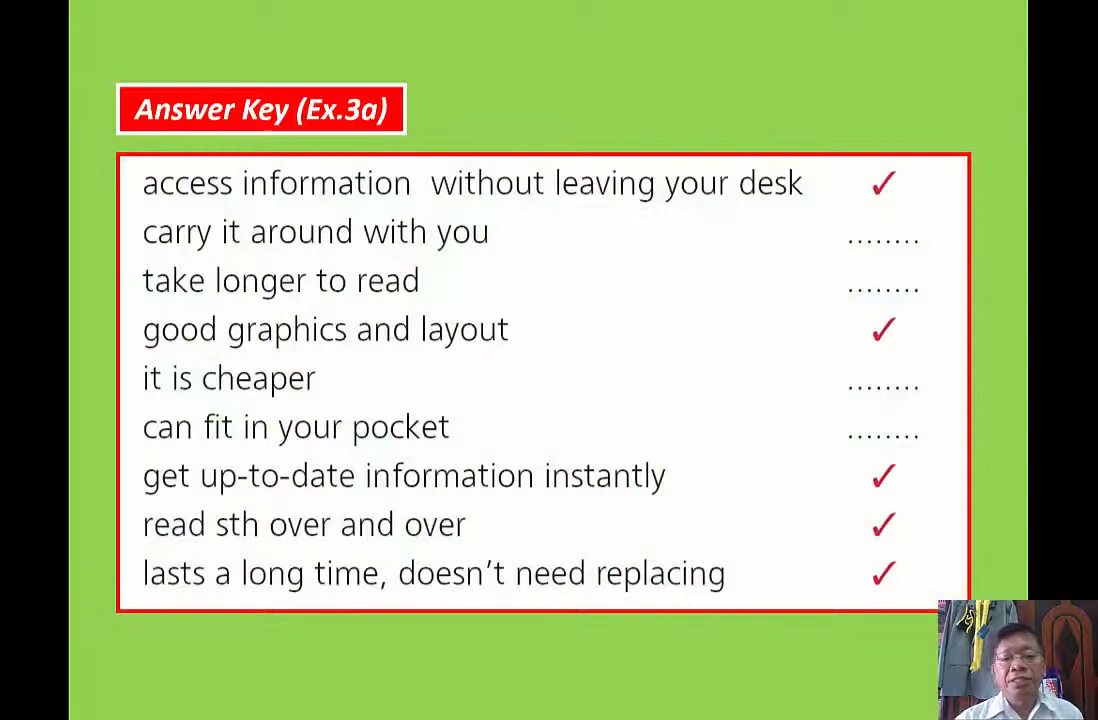 Answer Key (Ex.3a)
access information without leaving your desk ✓
carry it around with you ........
take longer to read ........
good graphics and layout ✓
it is cheaper ........
can fit in your pocket ........
get up-to-date information instantly ✓
read sth over and over ✓
lasts a long time, doesn't need replacing ✓